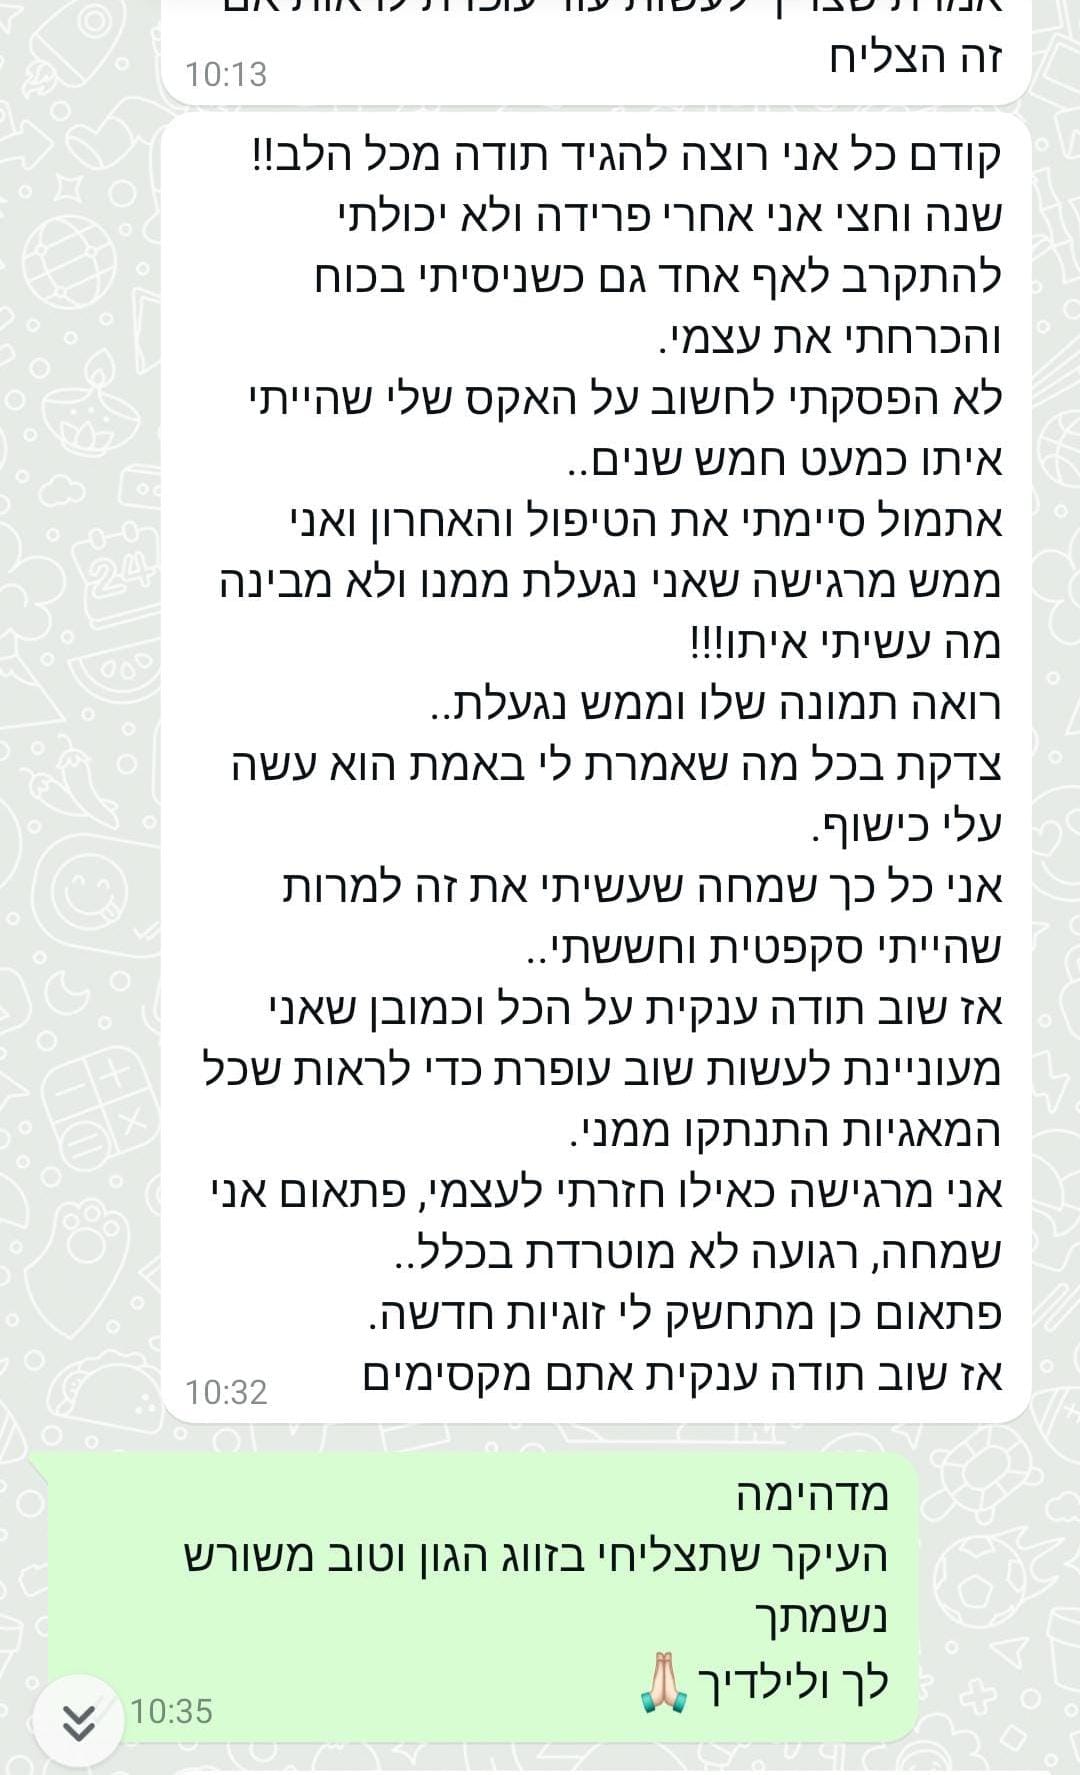 זה הצליח
10:13
קודם כל אני רוצה להגיד תודה מכל הלב!!
שנה וחצי אני אחרי פרידה ולא יכולתי
להתקרב לאף אחד גם כשניסיתי בכוח
והכרחתי את עצמי.
לא הפסקתי לחשוב על האקס שלי שהייתי
איתו כמעט חמש שנים..
אתמול סיימתי את הטיפול והאחרון ואני
ממש מרגישה שאני נגעלת ממנו ולא מבינה
מה עשיתי איתו!!!
רואה תמונה שלו וממש נגעלת..
צדקת בכל מה שאמרת לי באמת הוא עשה
עלי כישוף.
אני כל כך שמחה שעשיתי את זה למרות
שהייתי סקפטית וחששתי..
אז שוב תודה ענקית על הכל וכמובן שאני
מעוניינת לעשות שוב עופרת כדי לראות שכל
המאגיות התנתקו ממני.
אני מרגישה כאילו חזרתי לעצמי, פתאום אני
שמחה, רגועה לא מוטרדת בכלל..
פתאום כן מתחשק לי זוגיות חדשה.
אז שוב תודה ענקית אתם מקסימים
10:32
מדהימה
העיקר שתצליחי בזווג הגון וטוב משורש
נשמתך
לך ולילדיך🙏🏻
10:35